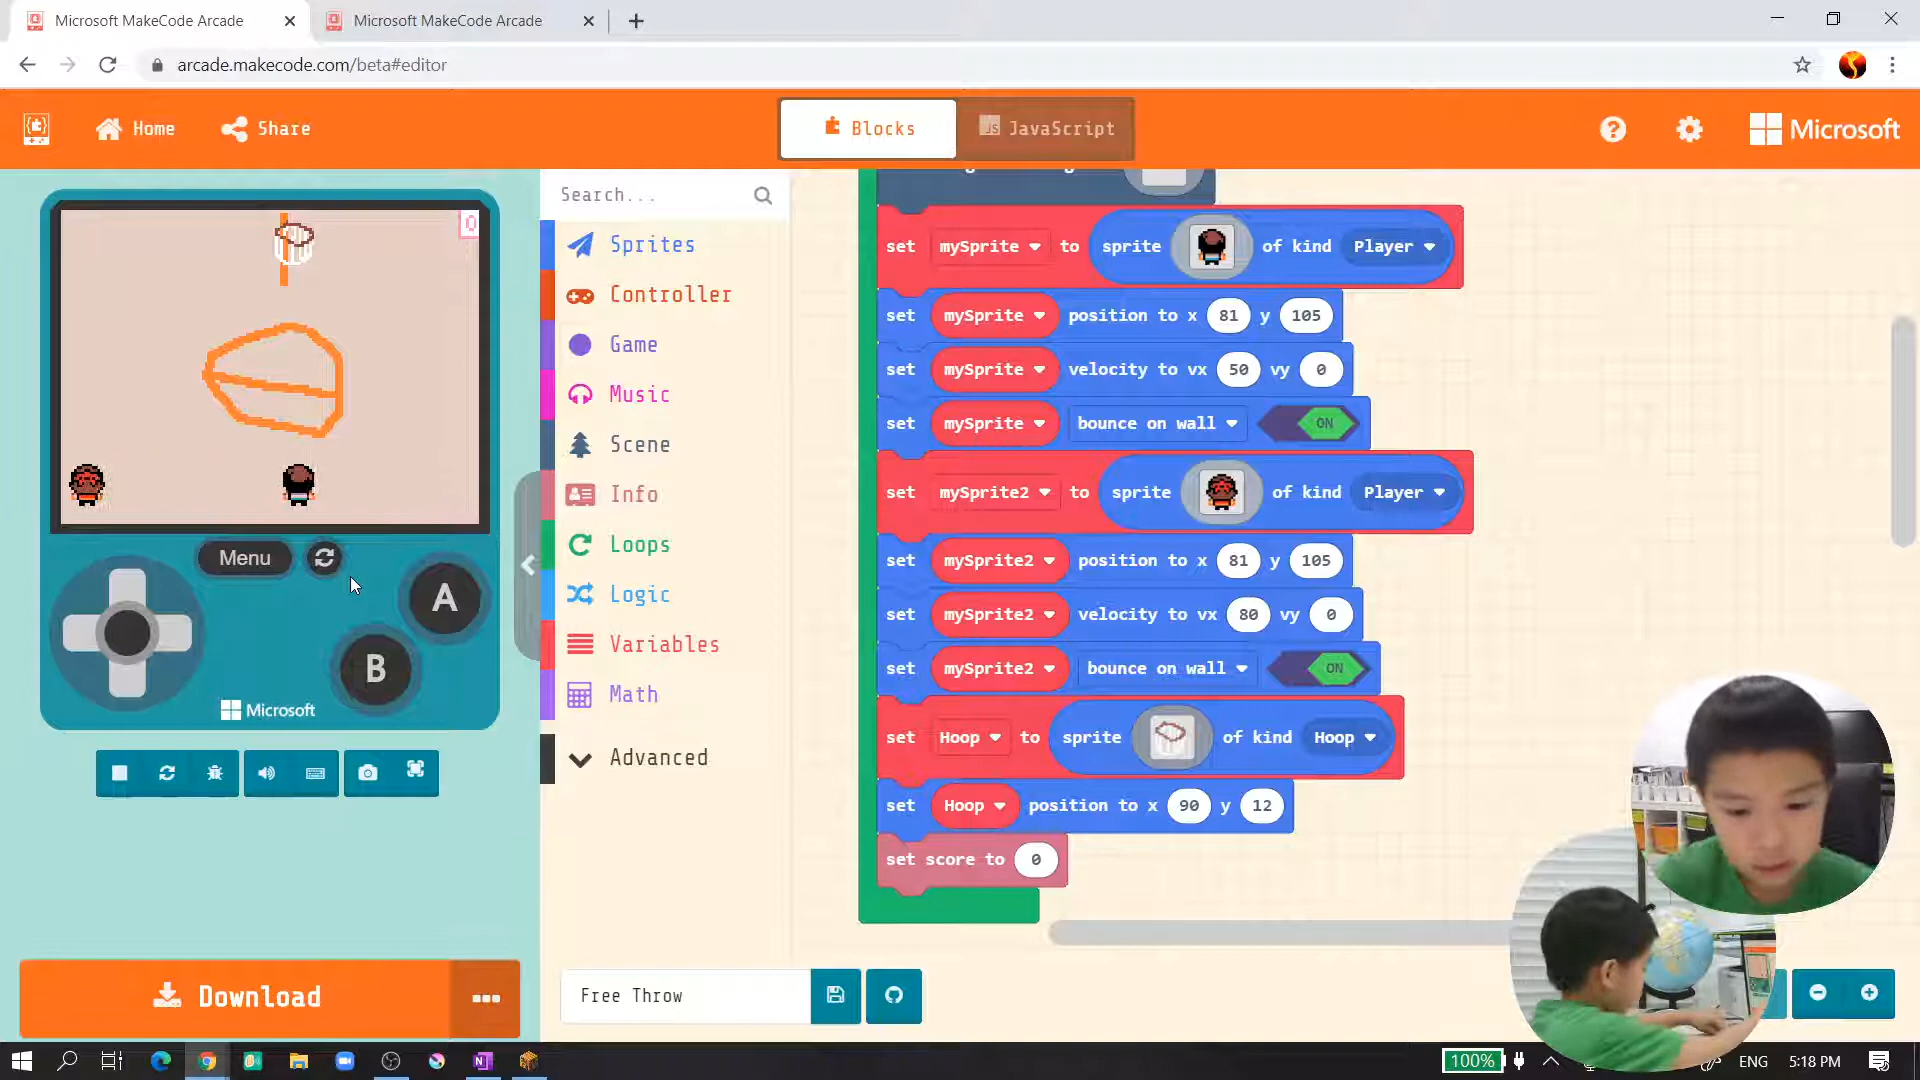 Microsoft MakeCode Arcade
Microsoft MakeCode Arcade
arcade.makecode.com/beta#editor
Home
Share
Blocks
JavaScript
Microsoft
0
Menu
A
B
Microsoft
Search...
Sprites
Controller
Game
Music
Scene
Info
Loops
Logic
Variables
Math
Advanced
set mySprite to sprite of kind Player
set mySprite position to x 81 y 105
set mySprite velocity to vx 50 vy 0
set mySprite bounce on wall ON
set mySprite2 to sprite of kind Player
set mySprite2 position to x 81 y 105
set mySprite2 velocity to vx 80 vy 0
set mySprite2 bounce on wall ON
set Hoop to sprite of kind Hoop
set Hoop position to x 90 y 12
set score to 0
Download
Free Throw
100%
ENG
5:18 PM